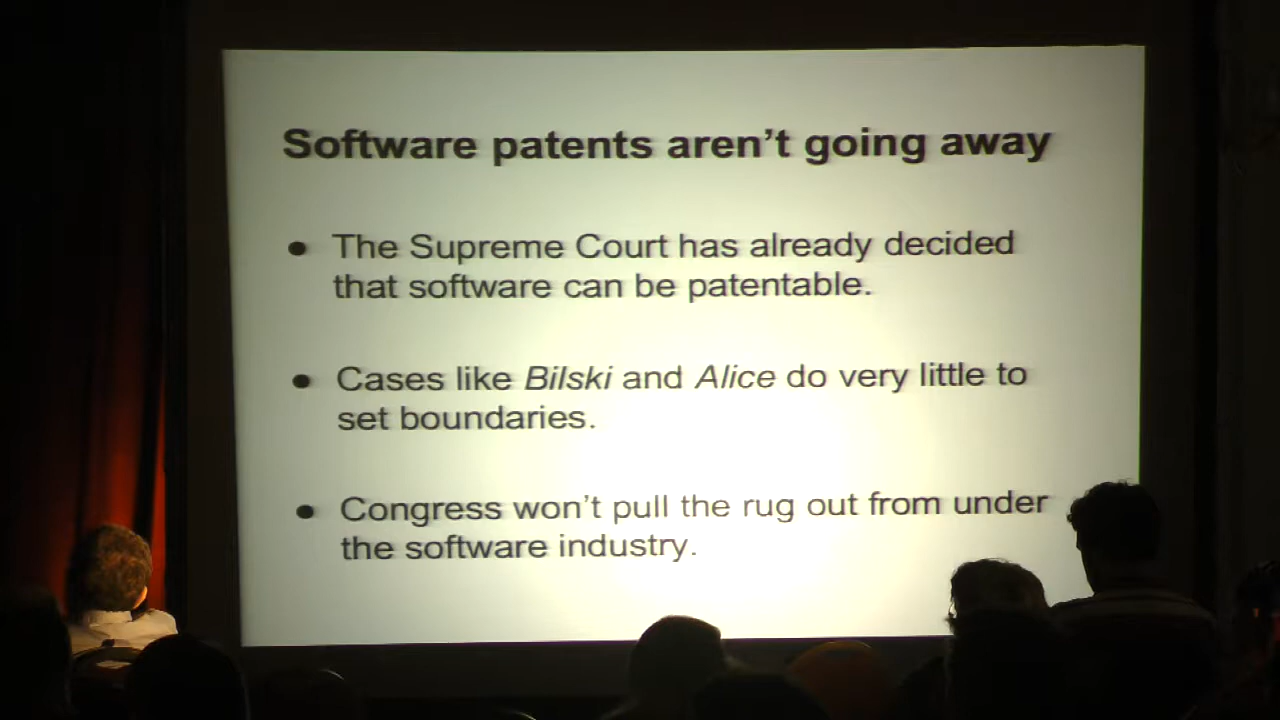 Software patents aren’t going away
● The Supreme Court has already decided
that software can be patentable.
● Cases like Bilski and Alice do very little to
set boundaries.
● Congress won’t pull the rug out from under
the software industry.